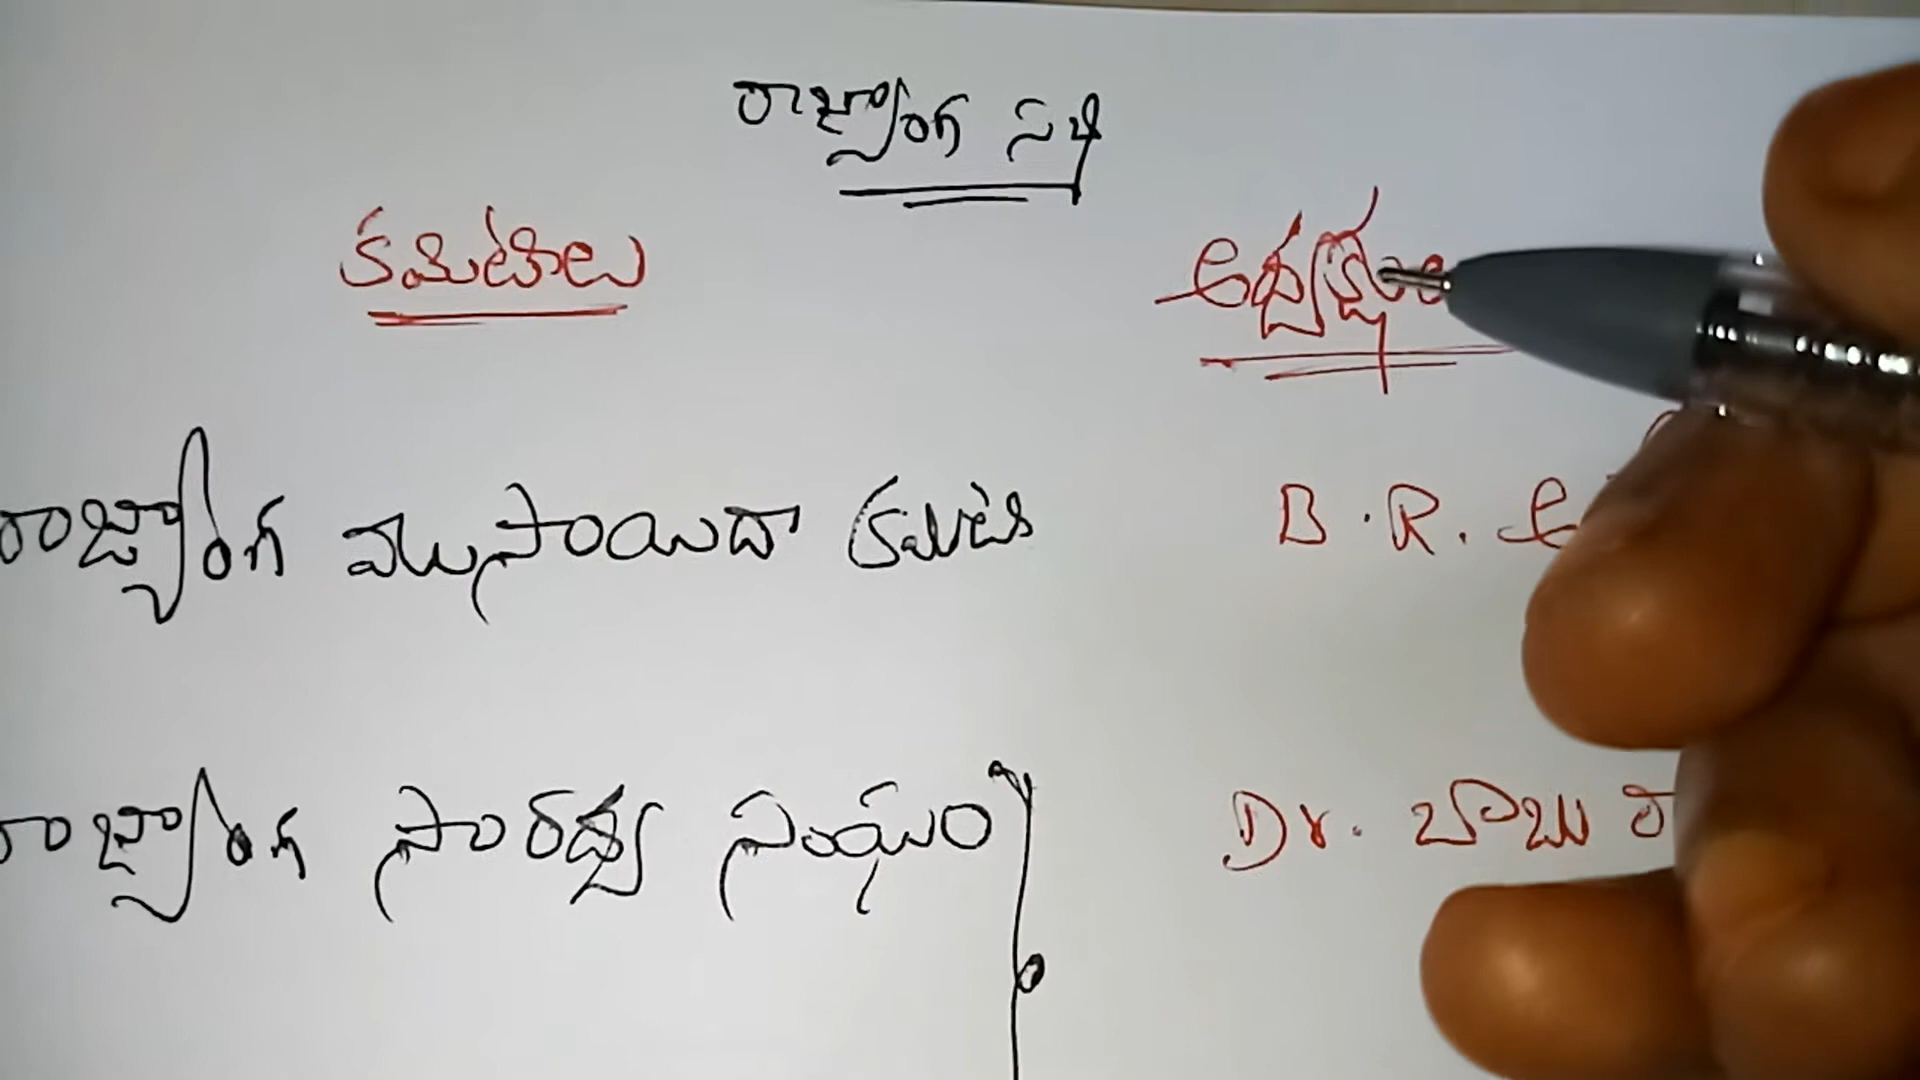 రాజ్యాంగ సభ
కమిటీలు
రాజ్యాంగ ముసాయిదా కమిటీ B.R.
రాజ్యాంగ సారథ్య సంఘం Dr. బాబు